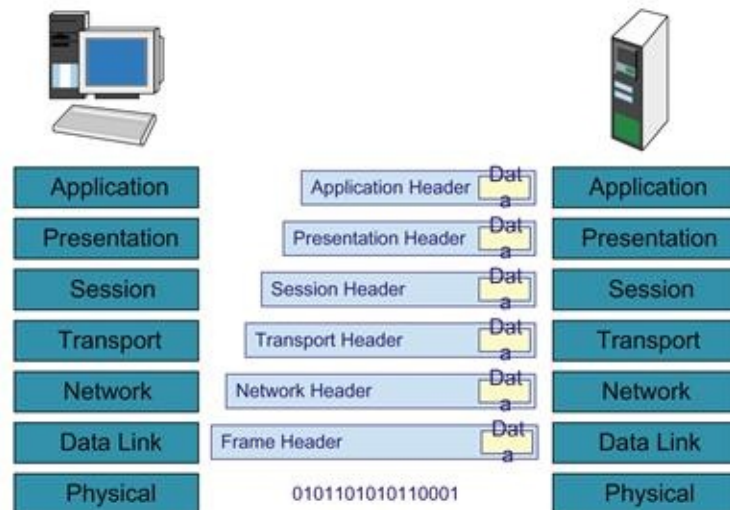 Application Application Header Dat Application
a
Presentation Presentation Header Dat Presentation
a
Session Session Header Dat Session
a
Transport Transport Header Dat Transport
a
Network Network Header Dat Network
a
Data Link Frame Header Dat Data Link
a
Physical 0101101010110001 Physical